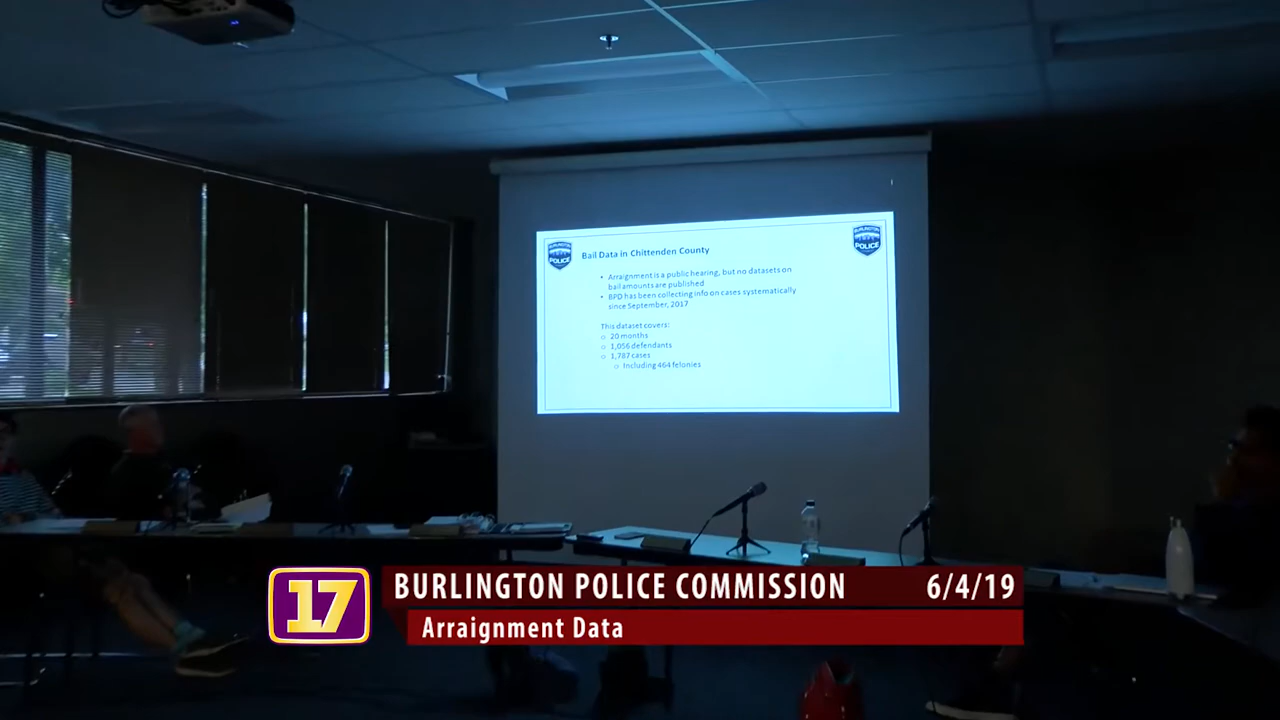 BURLINGTON
POLICE
BURLINGTON
POLICE
Bail Data in Chittenden County
• Arraignment is a public hearing, but no datasets on
bail amounts are published
• BPD has been collecting info on cases systematically
since September, 2017
This dataset covers:
o 20 months
o 1,056 defendants
o 1,787 cases
o Including 464 felonies
17
BURLINGTON POLICE COMMISSION 6/4/19
Arraignment Data